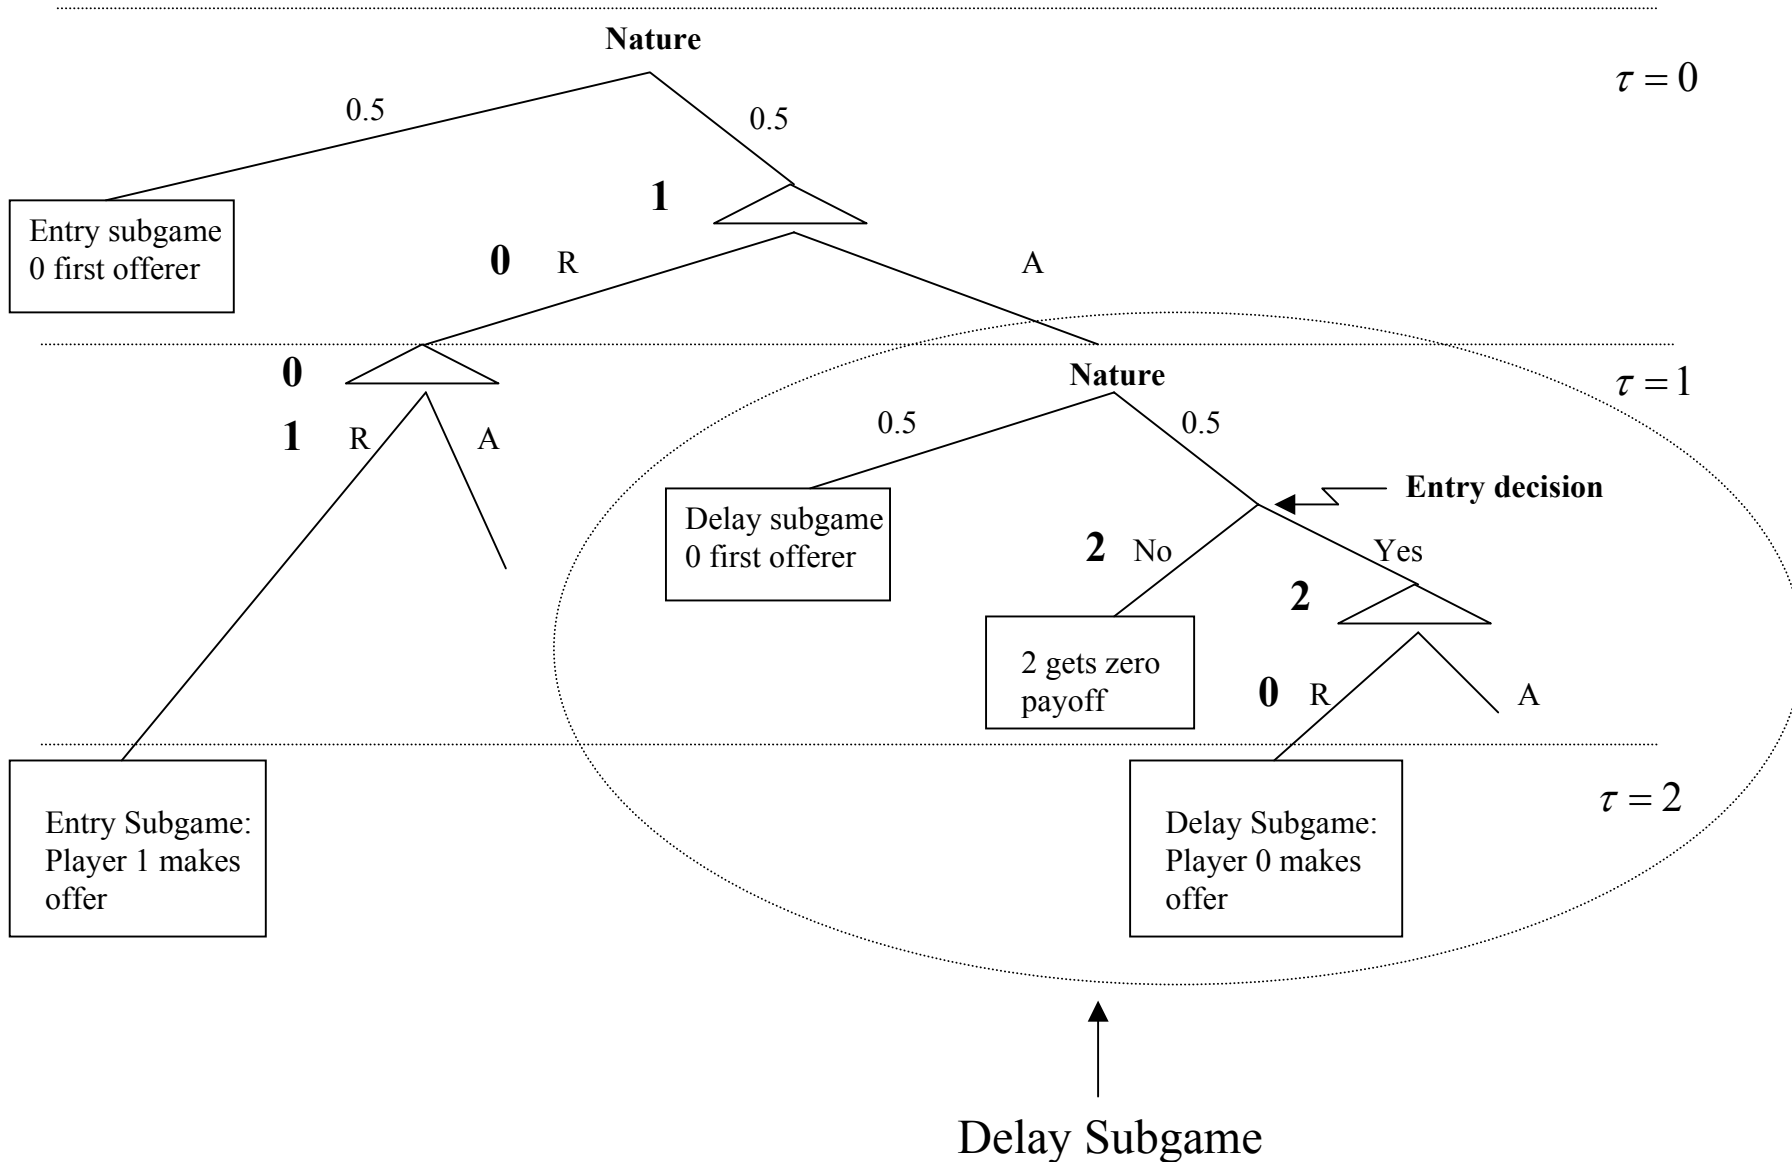 Nature
τ = 0
0.5
0.5
1
Entry subgame
0 first offerer
0 R A
0
Nature
τ = 1
1 R A
0.5 0.5
Entry decision
Delay subgame
0 first offerer
2 No Yes
2
2 gets zero
payoff
0 R A
τ = 2
Entry Subgame:
Player 1 makes
offer
Delay Subgame:
Player 0 makes
offer
Delay Subgame